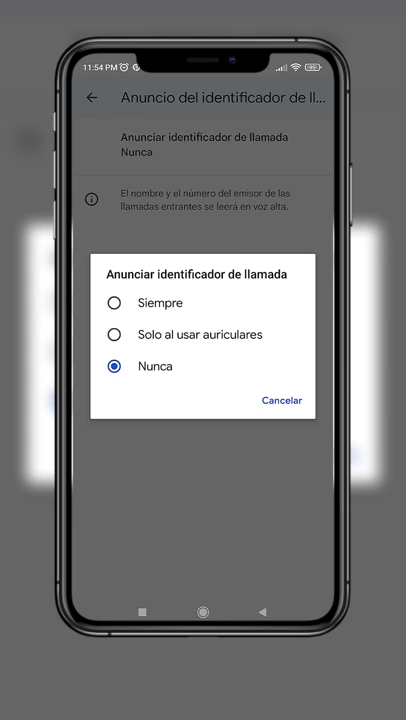 11:54 PM
Anuncio del identificador de ll...
Anunciar identificador de llamada
Nunca
El nombre y el número del emisor de las
llamadas entrantes se leerá en voz alta.
Anunciar identificador de llamada
Siempre
Solo al usar auriculares
Nunca
Cancelar